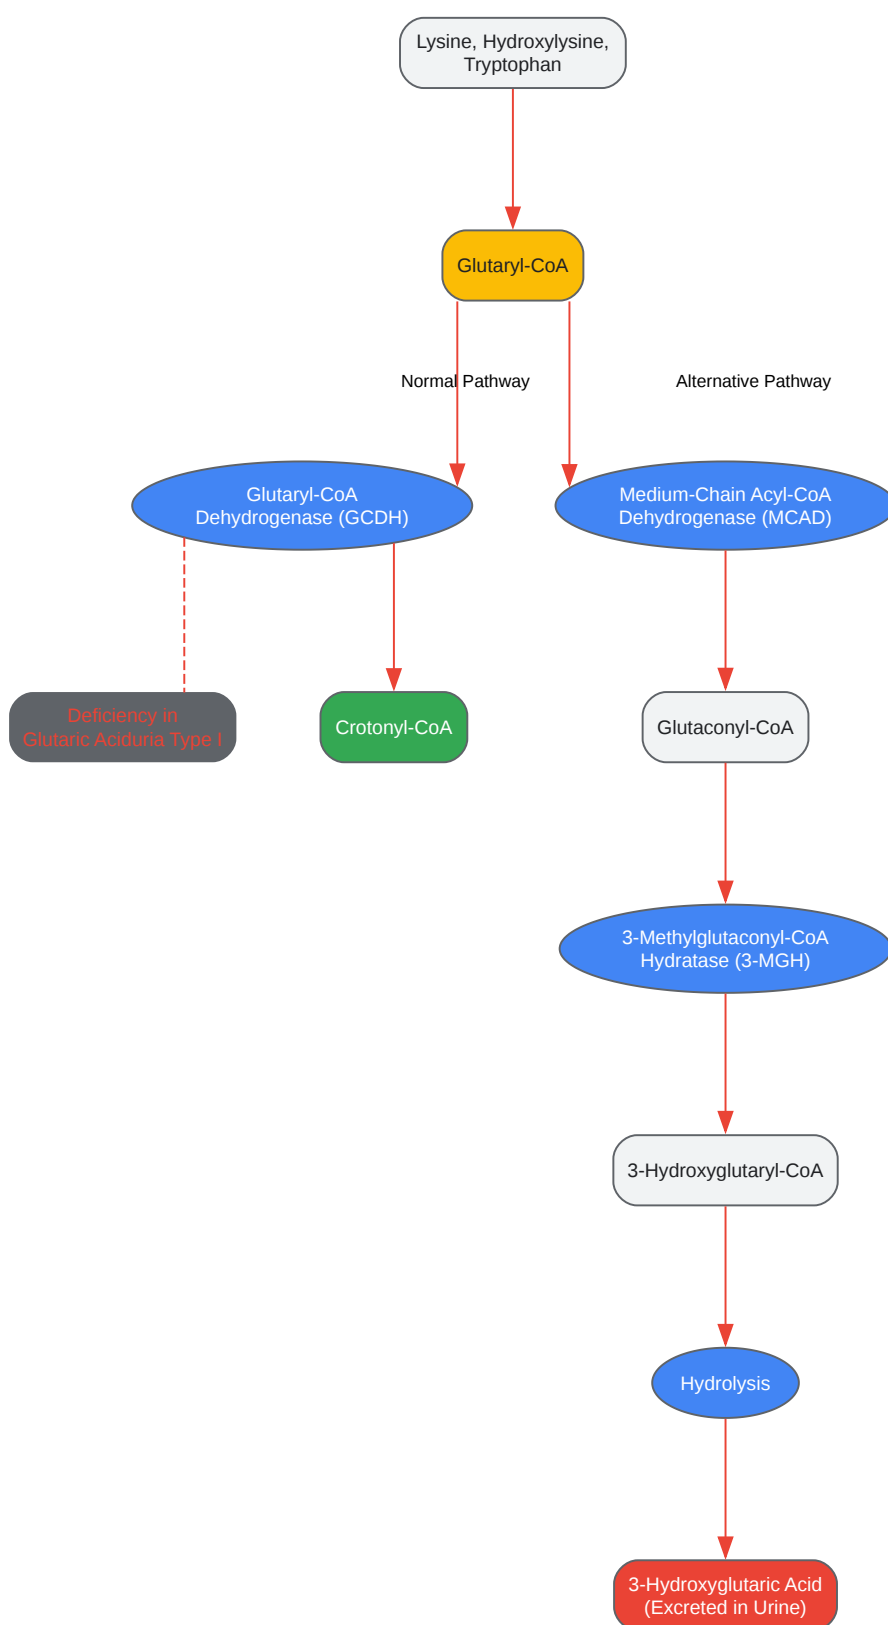 Lysine, Hydroxylysine,
Tryptophan
Glutaryl-CoA
Normal Pathway
Alternative Pathway
Glutaryl-CoA
Dehydrogenase (GCDH)
Medium-Chain Acyl-CoA
Dehydrogenase (MCAD)
Deficiency in
Glutaric Aciduria Type I
Crotonyl-CoA
Glutaconyl-CoA
3-Methylglutaconyl-CoA
Hydratase (3-MGH)
3-Hydroxyglutaryl-CoA
Hydrolysis
3-Hydroxyglutaric Acid
(Excreted in Urine)